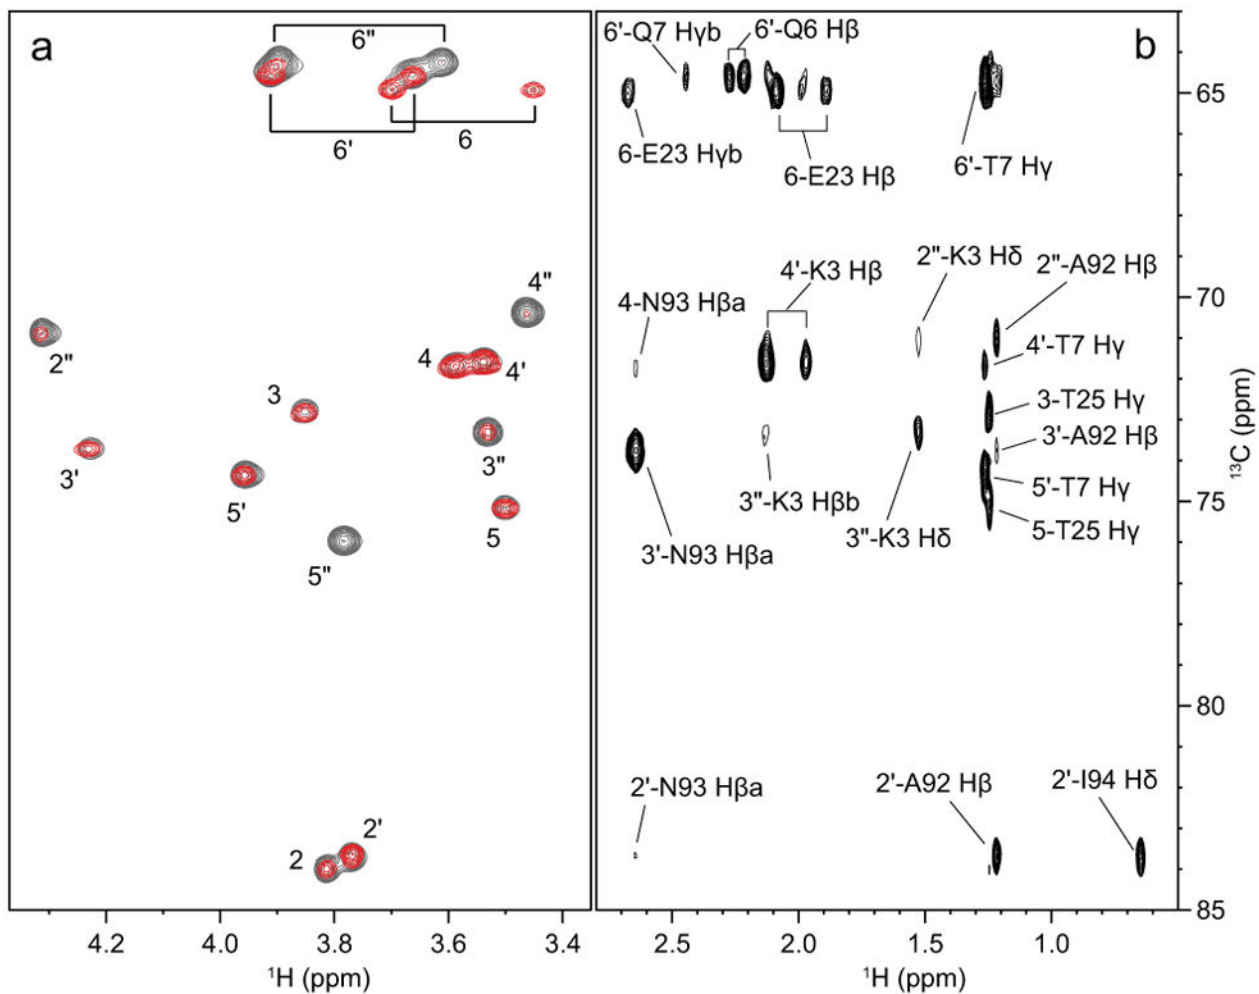 a
6"
6'
6
2"
4"
4
4'
3
3'
3"
5'
5
5"
2'
2
4.2
4.0
3.8
3.6
3.4
¹H (ppm)
b
6'-Q7 Hγb
6'-Q6 Hβ
6-E23 Hγb
6-E23 Hβ
6'-T7 Hγ
4-N93 Hβa
4'-K3 Hβ
2"-K3 Hδ
2"-A92 Hβ
4'-T7 Hγ
3-T25 Hγ
3'-A92 Hβ
5'-T7 Hγ
5-T25 Hγ
3'-N93 Hβa
3"-K3 Hβb
3"-K3 Hδ
2'-N93 Hβa
2'-A92 Hβ
2'-I94 Hδ
2.5
2.0
1.5
1.0
¹H (ppm)
65
70
75
80
85
¹³C (ppm)